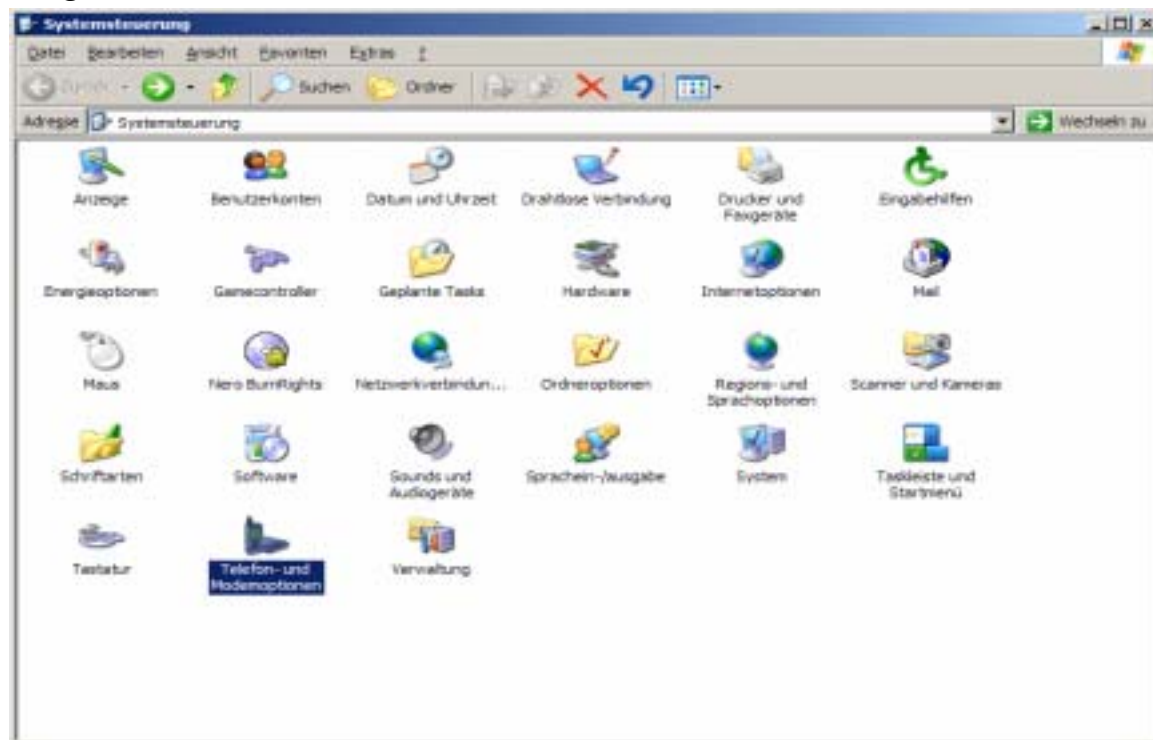 Systemsteuerung
Datei Bearbeiten Ansicht Favoriten Extras ?
Zurück Suchen Ordner
Adresse Systemsteuerung Wechseln zu
Anzeige Benutzerkonten Datum und Uhrzeit Drahtlose Verbindung Drucker und Eingabehilfen
Faxgeräte
Energieoptionen Gamecontroller Geplante Tasks Hardware Internetoptionen Mail
Maus Nero BurnRights Netzwerkverbindun... Ordneroptionen Regions- und Scanner und Kameras
Sprachoptionen
Schriftarten Software Sounds und Sprachein-/ausgabe System Taskleiste und
Audiogeräte Startmenü
Tastatur Telefon- und Verwaltung
Modemoptionen